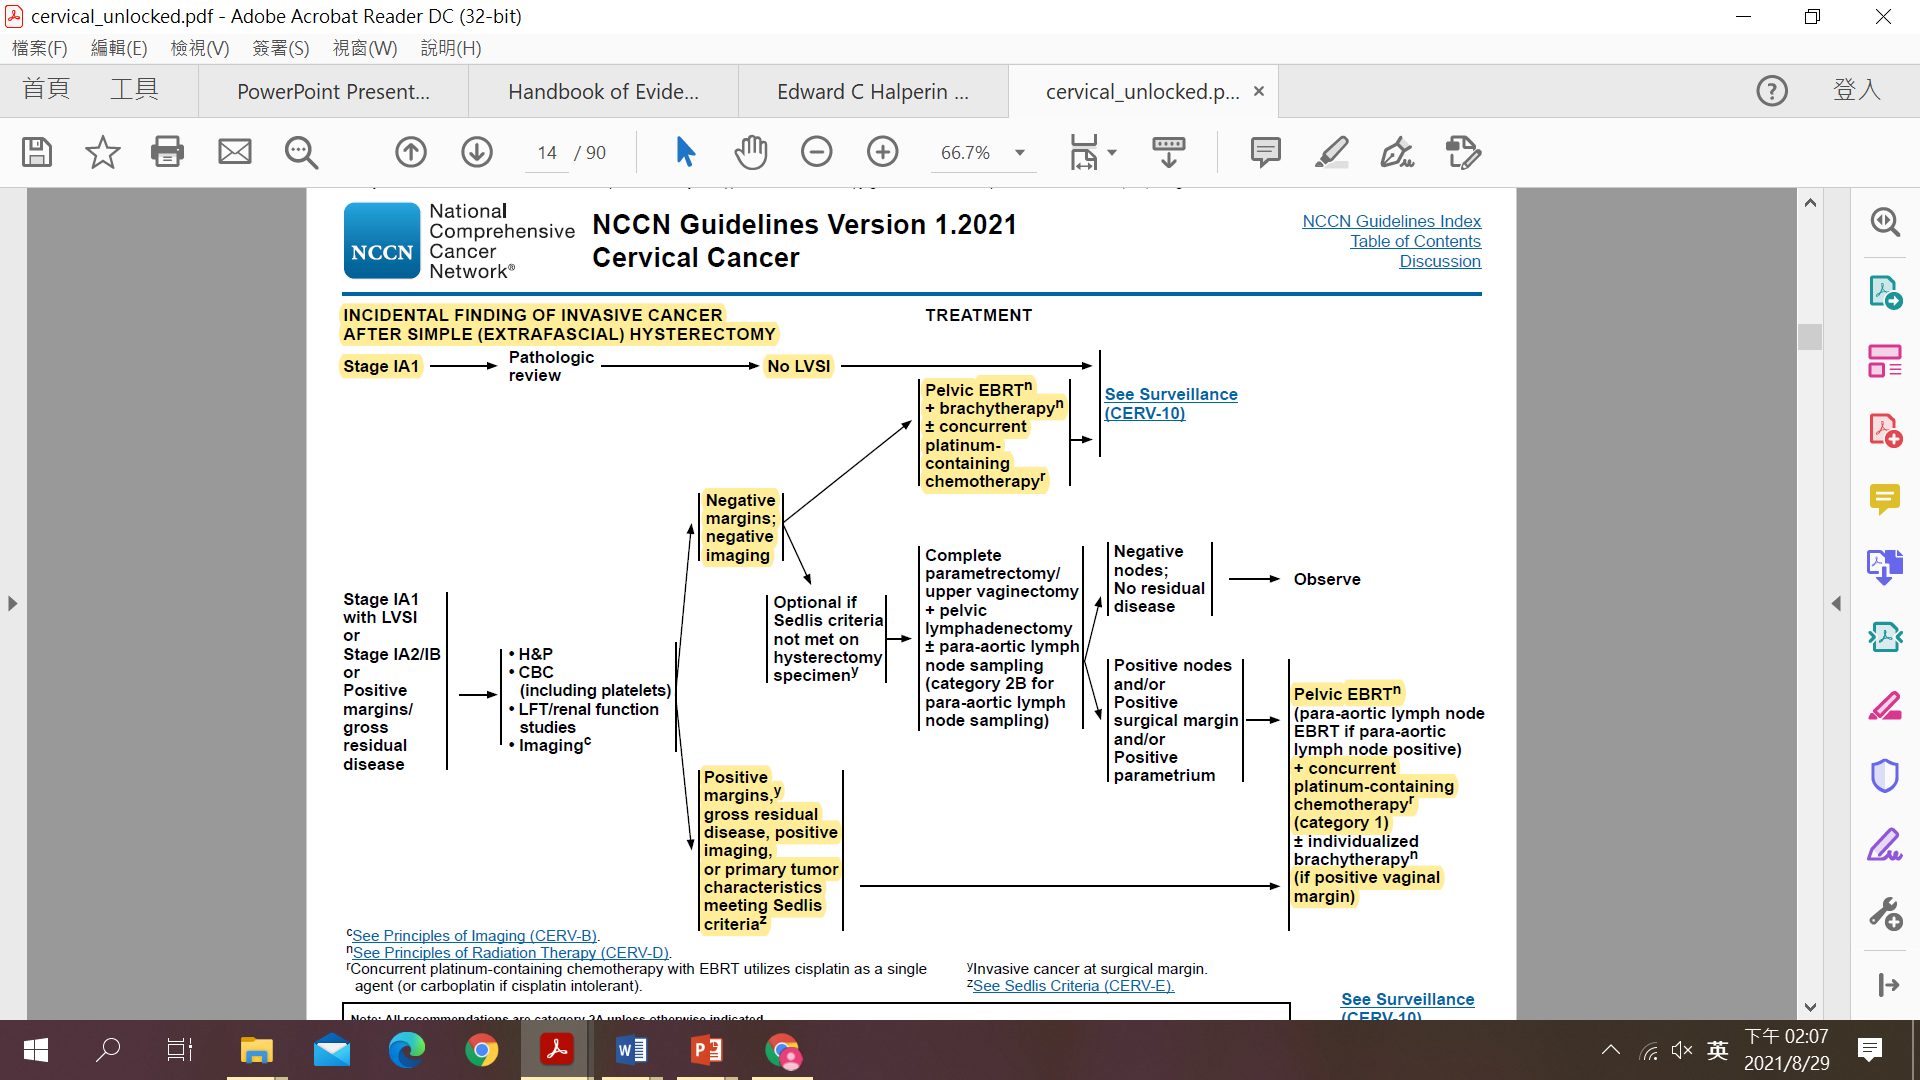 cervical_unlocked.pdf - Adobe Acrobat Reader DC (32-bit)
檔案(F) 編輯(E) 檢視(V) 簽署(S) 視窗(W) 說明(H)
首頁 工具 PowerPoint Present... Handbook of Evide... Edward C Halperin ... cervical_unlocked.p... × ? 登入
14 / 90 66.7%
NCCN
National
Comprehensive
Cancer
Network®
NCCN Guidelines Version 1.2021
Cervical Cancer
NCCN Guidelines Index
Table of Contents
Discussion
INCIDENTAL FINDING OF INVASIVE CANCER
AFTER SIMPLE (EXTRAFASCIAL) HYSTERECTOMY
TREATMENT
Stage IA1
Pathologic
review
No LVSI
See Surveillance
(CERV-10)
Pelvic EBRTn
+ brachytherapyn
± concurrent
platinum-
containing
chemotherapyr
Negative
margins;
negative
imaging
Stage IA1
with LVSI
or
Stage IA2/IB
or
Positive
margins/
gross
residual
disease
• H&P
• CBC
(including platelets)
• LFT/renal function
studies
• Imagingc
Optional if
Sedlis criteria
not met on
hysterectomy
specimeny
Complete
parametrectomy/
upper vaginectomy
+ pelvic
lymphadenectomy
± para-aortic lymph
node sampling
(category 2B for
para-aortic lymph
node sampling)
Negative
nodes;
No residual
disease
Observe
Positive nodes
and/or
Positive
surgical margin
and/or
Positive
parametrium
Pelvic EBRTn
(para-aortic lymph node
EBRT if para-aortic
lymph node positive)
+ concurrent
platinum-containing
chemotherapyr
(category 1)
± individualized
brachytherapyn
(if positive vaginal
margin)
Positive
margins,y
gross residual
disease, positive
imaging,
or primary tumor
characteristics
meeting Sedlis
criteriaz
cSee Principles of Imaging (CERV-B).
nSee Principles of Radiation Therapy (CERV-D).
rConcurrent platinum-containing chemotherapy with EBRT utilizes cisplatin as a single
agent (or carboplatin if cisplatin intolerant).
yInvasive cancer at surgical margin.
zSee Sedlis Criteria (CERV-E).
See Surveillance
(CERV-10)
Note: All recommendations are category 2A unless otherwise indicated.
英
下午 02:07
2021/8/29